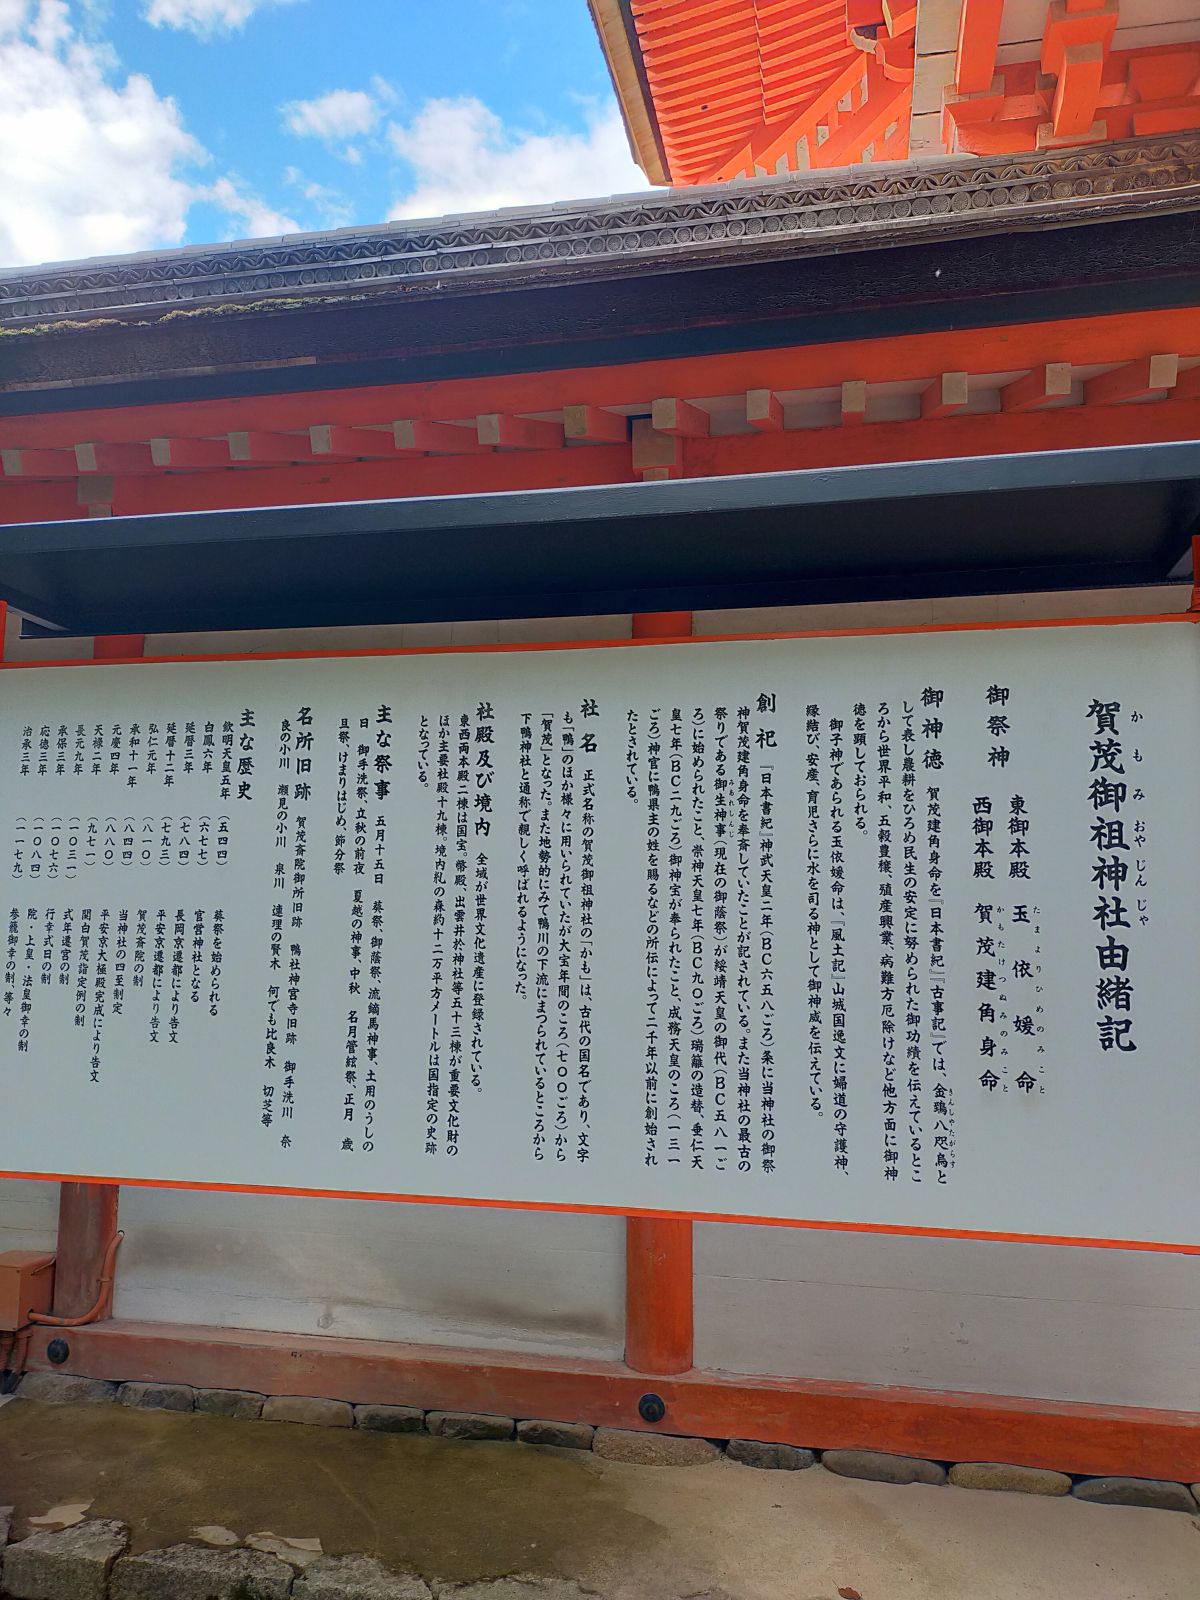 賀茂御祖神社由緒記
かもみおやじんじゃ
御祭神
東御本殿 玉依媛命
たまよりひめのみこと
西御本殿 賀茂建角身命
かもたけつぬみのみこと
御神徳 賀茂建角身命を『日本書紀』『古事記』では、金鵄八咫烏と
きんしやたがらす
して表し農耕をひろめ民生の安定に努められた御功績を伝えているとこ
ろから世界平和、五穀豊穣、殖産興業、病難方厄除けなど他方面に御神
徳を顕しておられる。
御子神であられる玉依媛命は、『風土記』山城国逸文に婦道の守護神、
縁結び、安産、育児さらに水を司る神として御神威を伝えている。
創祀 『日本書紀』神武天皇二年(BC六五八ごろ)条に当神社の御祭
神賀茂建角身命を奉斎していたことが記されている。また当神社の最古の
祭りである御生神事(現在の御蔭祭)が綏靖天皇の御代(BC五八一ご
みあれしんじ
ろ)に始められたこと、崇神天皇七年(BC九〇ごろ)瑞籬の造替、垂仁天
皇七年(BC二九ごろ)御神宝が奉られたこと、成務天皇のころ(一三一
ごろ)神官に鴨県主の姓を賜るなどの所伝によって二千年以前に創始され
たとされている。
社名 正式名称の賀茂御祖神社の「かも」は、古代の国名であり、文字
も「鴨」のほか様々に用いられていたが大宝年間のころ(七〇〇ごろ)から
「賀茂」となった。また地勢的にみて鴨川の下流にまつられているところから
下鴨神社と通称で親しく呼ばれるようになった。
社殿及び境内 全域が世界文化遺産に登録されている。
東西両本殿二棟は国宝。幣殿、出雲井於神社等五十三棟が重要文化財の
ほか主要社殿十九棟。境内糺の森約十二万平方メートルは国指定の史跡
となっている。
主な祭事 五月十五日 葵祭、御蔭祭、流鏑馬神事、土用のうしの
日 御手洗祭、立秋の前夜 夏越の神事、中秋 名月管絃祭、正月 歳
旦祭、けまりはじめ、節分祭
名所旧跡 賀茂斎院御所旧跡 鴨社神宮寺旧跡 御手洗川 奈
良の小川 瀬見の小川 泉川 連理の賢木 何でも比良木 切芝等
主な歴史
欽明天皇五年 (五四四) 葵祭を始められる
白鳳六年 (六七七) 官営神社となる
延暦三年 (七八四) 長岡京遷都により告文
延暦十二年 (七九三) 平安京遷都により告文
弘仁元年 (八一〇) 賀茂斎院の制
承和十一年 (八四四) 当神社の四至制定
元慶四年 (八八〇) 平安京大極殿完成により告文
天禄二年 (九七一) 関白賀茂詣定例の制
長元九年 (一〇三一) 式年遷宮の制
承保三年 (一〇七六) 行幸式日の制
応徳三年 (一〇八四) 院・上皇・法皇御幸の制
治承三年 (一一七九) 参籠御幸の制、等々